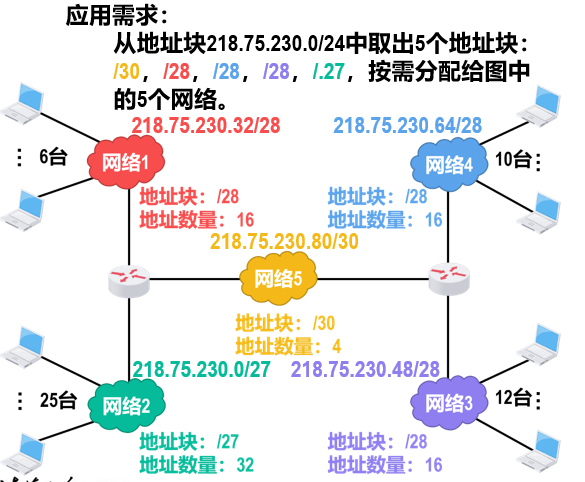 应用需求：
从地址块218.75.230.0/24中取出5个地址块：
/30，/28，/28，/28，/.27，按需分配给图中
的5个网络。
218.75.230.32/28
218.75.230.64/28
⋮ 6台
网络1
网络4
10台⋮
地址块：/28
地址数量：16
地址块：/28
地址数量：16
218.75.230.80/30
网络5
地址块：/30
地址数量：4
218.75.230.0/27
218.75.230.48/28
⋮ 25台
网络2
网络3
12台⋮
地址块：/27
地址数量：32
地址块：/28
地址数量：16